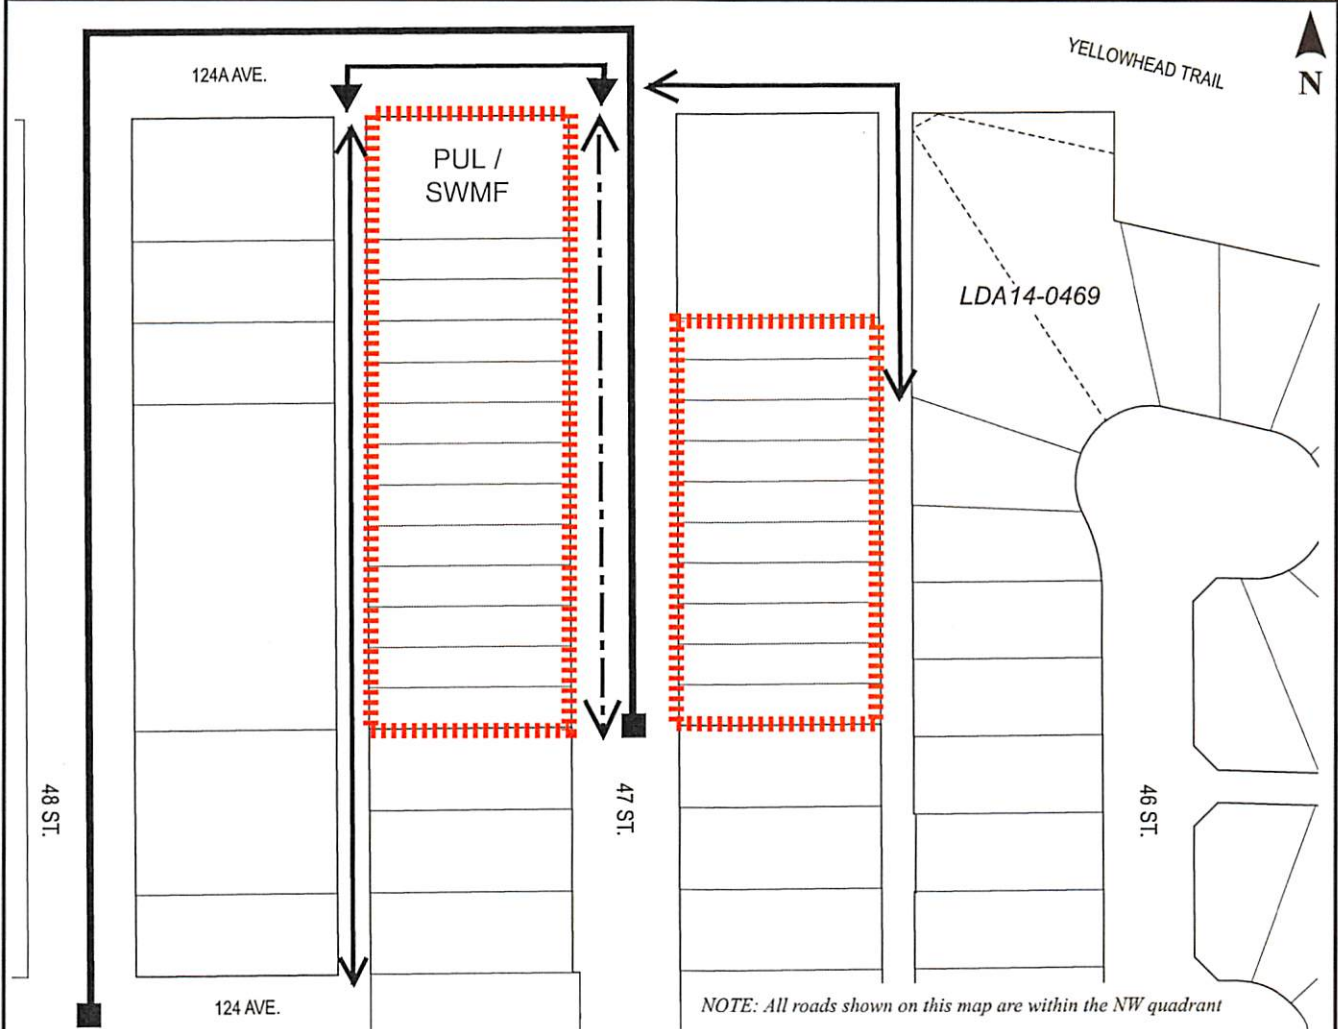 YELLOWHEAD TRAIL
124A AVE.
N
PUL /
SWMF
LDA14-0469
48 ST.
47 ST.
46 ST.
124 AVE.
NOTE: All roads shown on this map are within the NW quadrant